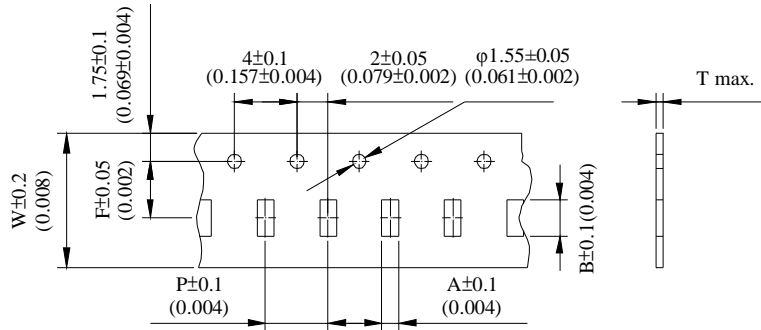 1.75±0.1
(0.069±0.004)
4±0.1
(0.157±0.004)
2±0.05
(0.079±0.002)
φ1.55±0.05
(0.061±0.002)
T max.
W±0.2
(0.008)
F±0.05
(0.002)
B±0.1(0.004)
P±0.1
(0.004)
A±0.1
(0.004)